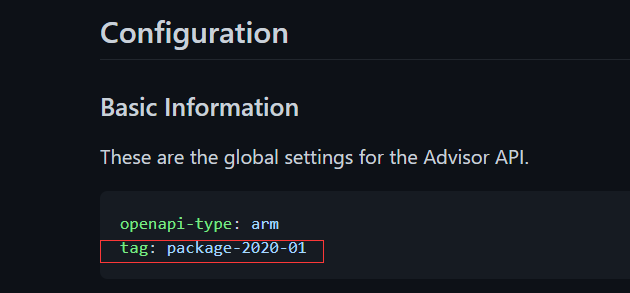 Configuration
Basic Information
These are the global settings for the Advisor API.
openapi-type: arm
tag: package-2020-01